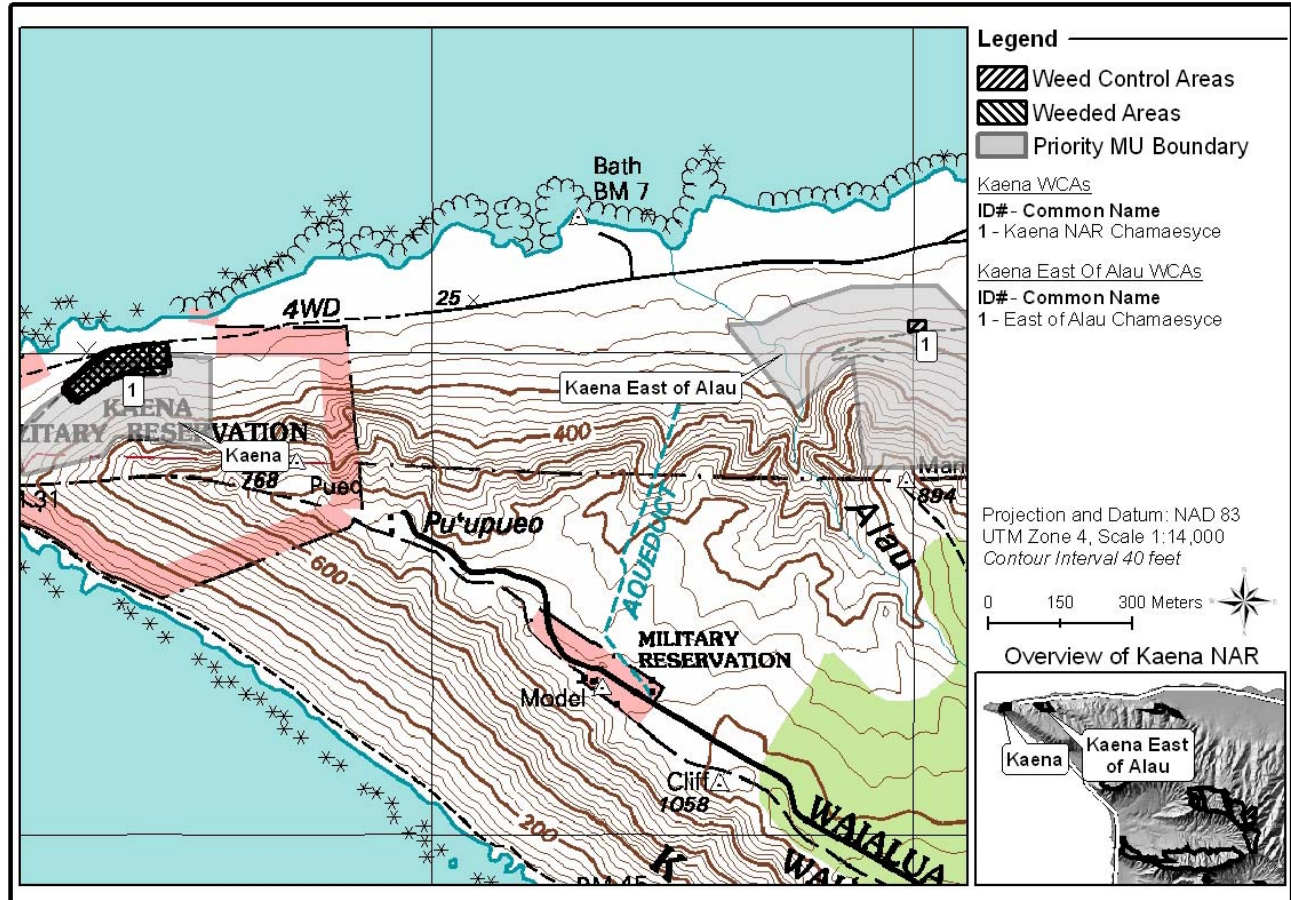 Bath
BM 7
4WD
25
1
1
Kaena East of Alau
KAENA
MILITARY RESERVATION
400
Kaena
768
Pueo
894
Pu'upueo
Alau
600
AQUEDUCT
MILITARY
RESERVATION
Model
Cliff
1058
200
K
WAIALUA
Legend
Weed Control Areas
Weeded Areas
Priority MU Boundary
Kaena WCAs
ID#- Common Name
1 - Kaena NAR Chamaesyce
Kaena East Of Alau WCAs
ID#- Common Name
1 - East of Alau Chamaesyce
Projection and Datum: NAD 83
UTM Zone 4, Scale 1:14,000
Contour Interval 40 feet
0 150 300 Meters
Overview of Kaena NAR
Kaena
Kaena East
of Alau